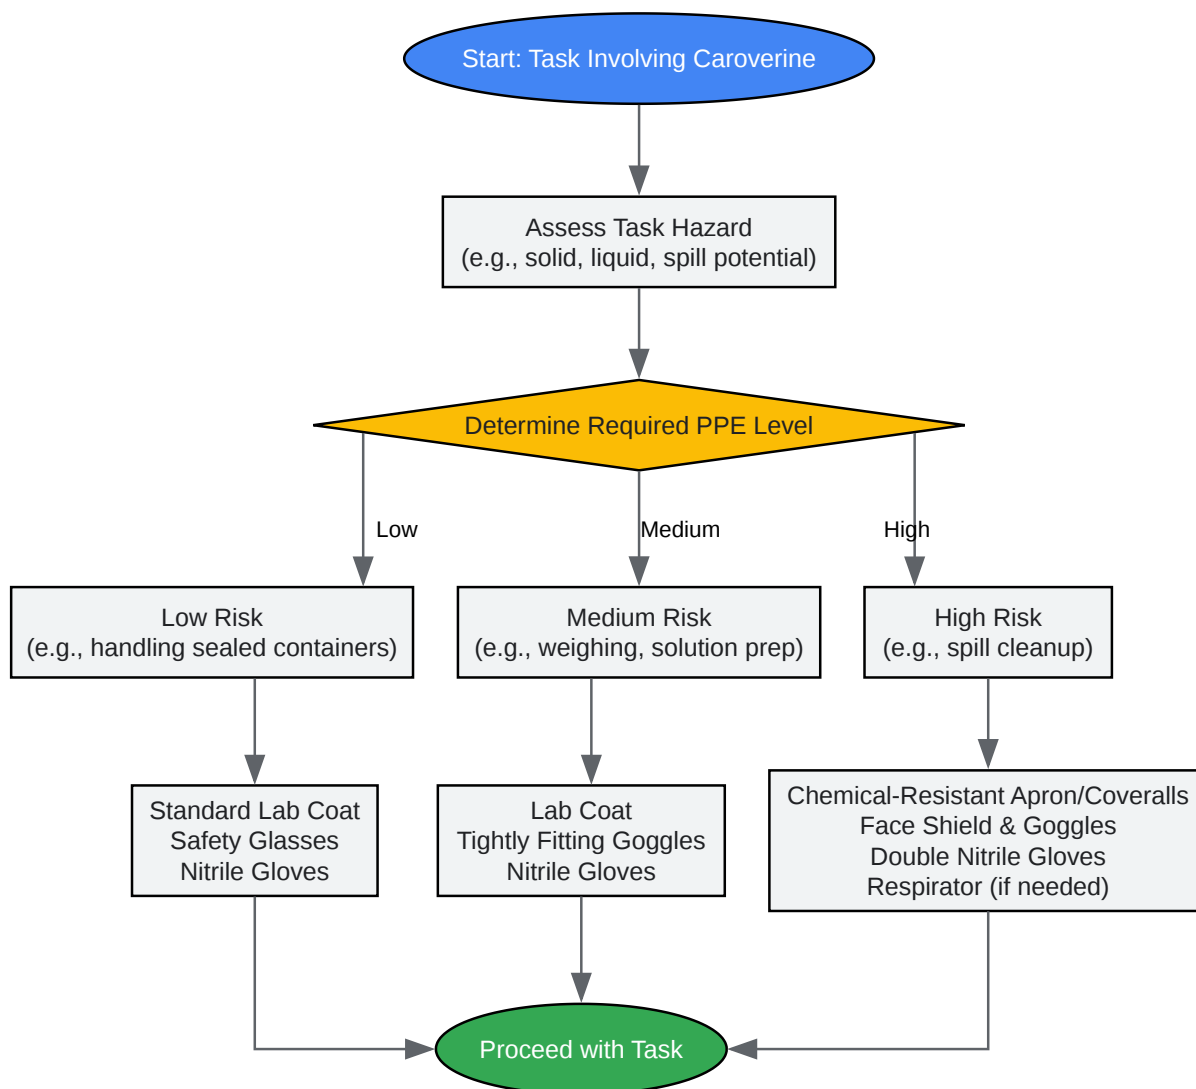 Start: Task Involving Caroverine
Assess Task Hazard
(e.g., solid, liquid, spill potential)
Determine Required PPE Level
Low
Medium
High
Low Risk
(e.g., handling sealed containers)
Medium Risk
(e.g., weighing, solution prep)
High Risk
(e.g., spill cleanup)
Standard Lab Coat
Safety Glasses
Nitrile Gloves
Lab Coat
Tightly Fitting Goggles
Nitrile Gloves
Chemical-Resistant Apron/Coveralls
Face Shield & Goggles
Double Nitrile Gloves
Respirator (if needed)
Proceed with Task